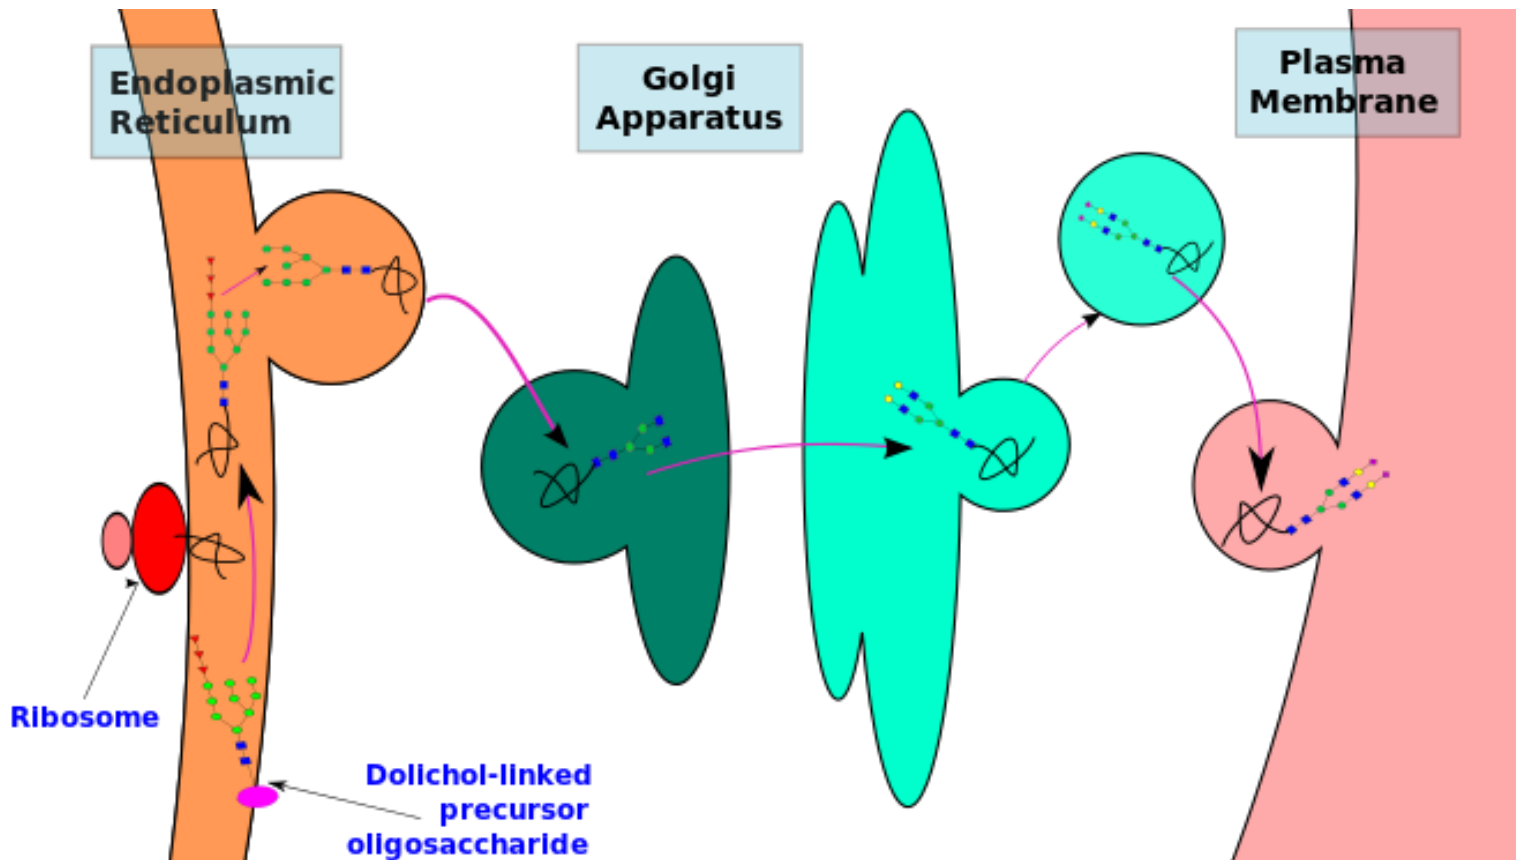 Endoplasmic
Reticulum
Golgi
Apparatus
Plasma
Membrane
Ribosome
Dolichol-linked
precursor
oligosaccharide